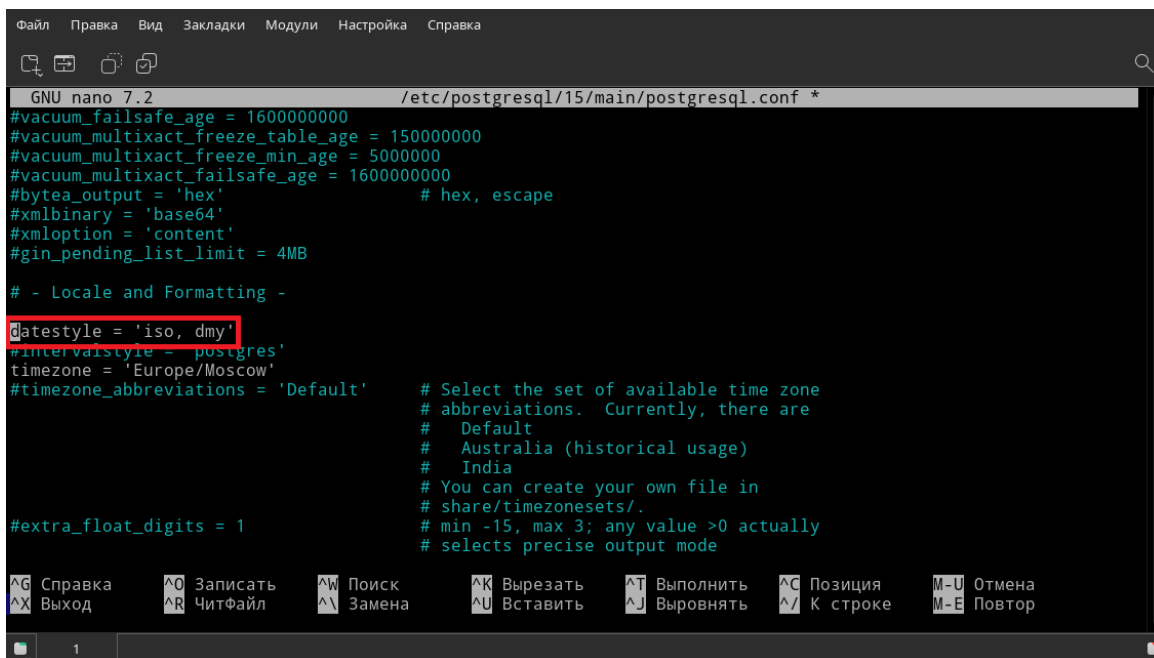 Файл Правка Вид Закладки Модули Настройка Справка
GNU nano 7.2 /etc/postgresql/15/main/postgresql.conf *
#vacuum_failsafe_age = 1600000000
#vacuum_multixact_freeze_table_age = 150000000
#vacuum_multixact_freeze_min_age = 5000000
#vacuum_multixact_failsafe_age = 1600000000
#bytea_output = 'hex' # hex, escape
#xmlbinary = 'base64'
#xmloption = 'content'
#gin_pending_list_limit = 4MB
# - Locale and Formatting -
datestyle = 'iso, dmy'
#intervalstyle = 'postgres'
timezone = 'Europe/Moscow'
#timezone_abbreviations = 'Default' # Select the set of available time zone
# abbreviations. Currently, there are
# Default
# Australia (historical usage)
# India
# You can create your own file in
# share/timezonesets/.
#extra_float_digits = 1 # min -15, max 3; any value >0 actually
# selects precise output mode
^G Справка ^O Записать ^W Поиск ^K Вырезать ^T Выполнить ^C Позиция M-U Отмена
^X Выход ^R ЧитФайл ^\ Замена ^U Вставить ^J Выровнять ^/ К строке M-E Повтор
1